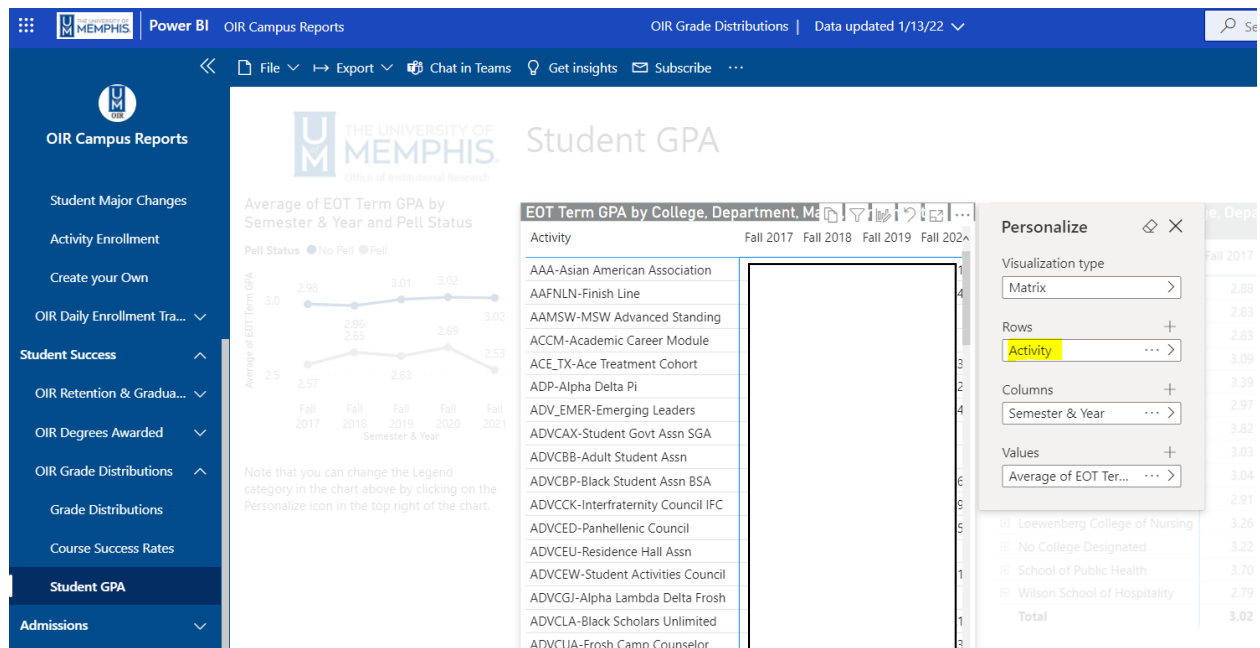 THE UNIVERSITY OF
MEMPHIS.
Power BI
OIR Campus Reports
OIR Grade Distributions | Data updated 1/13/22
Se
File
Export
Chat in Teams
Get insights
Subscribe
···
UM
OIR
OIR Campus Reports
Student Major Changes
Activity Enrollment
Create your Own
OIR Daily Enrollment Tra...
Student Success
OIR Retention & Gradua...
OIR Degrees Awarded
OIR Grade Distributions
Grade Distributions
Course Success Rates
Student GPA
Admissions
THE UNIVERSITY OF
MEMPHIS.
Office of Institutional Research
Student GPA
Average of EOT Term GPA by
Semester & Year and Pell Status
Pell Status No Pell Pell
Average of EOT Term GPA
3.0
2.5
2.98
2.96
3.01
3.02
3.02
2.57
2.65
2.63
2.69
2.53
Fall 2017
Fall 2018
Fall 2019
Fall 2020
Fall 2021
Semester & Year
Note that you can change the Legend
category in the chart above by clicking on the
Personalize icon in the top right of the chart.
EOT Term GPA by College, Department, Ma
Activity Fall 2017 Fall 2018 Fall 2019 Fall 202
AAA-Asian American Association
AAFNLN-Finish Line
AAMSW-MSW Advanced Standing
ACCM-Academic Career Module
ACE_TX-Ace Treatment Cohort
ADP-Alpha Delta Pi
ADV_EMER-Emerging Leaders
ADVCAX-Student Govt Assn SGA
ADVCBB-Adult Student Assn
ADVCBP-Black Student Assn BSA
ADVCCK-Interfraternity Council IFC
ADVCED-Panhellenic Council
ADVCEU-Residence Hall Assn
ADVCEW-Student Activities Council
ADVCGJ-Alpha Lambda Delta Frosh
ADVCLA-Black Scholars Unlimited
ADVCUA-Frosh Camp Counselor
Personalize
Visualization type
Matrix
Rows
Activity
Columns
Semester & Year
Values
Average of EOT Ter...
ge, Depa
Fall 2017
2.88
2.83
2.83
3.09
3.39
2.97
3.82
3.03
3.04
2.91
Loewenberg College of Nursing 3.26
No College Designated 3.22
School of Public Health 3.70
Wilson School of Hospitality 2.79
Total 3.02